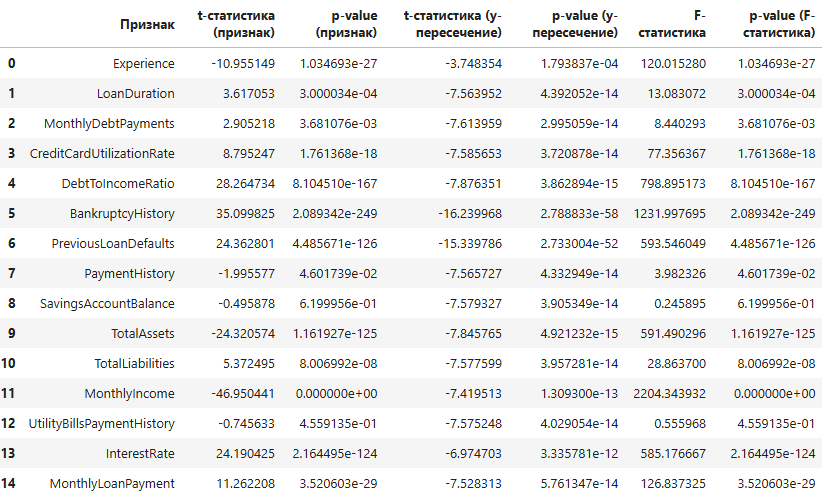 Признак t-статистика (признак) p-value (признак) t-статистика (y-пересечение) p-value (y-пересечение) F-статистика p-value (F-статистика)
0 Experience -10.955149 1.034693e-27 -3.748354 1.793837e-04 120.015280 1.034693e-27
1 LoanDuration 3.617053 3.000034e-04 -7.563952 4.392052e-14 13.083072 3.000034e-04
2 MonthlyDebtPayments 2.905218 3.681076e-03 -7.613959 2.995059e-14 8.440293 3.681076e-03
3 CreditCardUtilizationRate 8.795247 1.761368e-18 -7.585653 3.720878e-14 77.356367 1.761368e-18
4 DebtToIncomeRatio 28.264734 8.104510e-167 -7.876351 3.862894e-15 798.895173 8.104510e-167
5 BankruptcyHistory 35.099825 2.089342e-249 -16.239968 2.788833e-58 1231.997695 2.089342e-249
6 PreviousLoanDefaults 24.362801 4.485671e-126 -15.339786 2.733004e-52 593.546049 4.485671e-126
7 PaymentHistory -1.995577 4.601739e-02 -7.565727 4.332949e-14 3.982326 4.601739e-02
8 SavingsAccountBalance -0.495878 6.199956e-01 -7.579327 3.905349e-14 0.245895 6.199956e-01
9 TotalAssets -24.320574 1.161927e-125 -7.845765 4.921232e-15 591.490296 1.161927e-125
10 TotalLiabilities 5.372495 8.006992e-08 -7.577599 3.957281e-14 28.863700 8.006992e-08
11 MonthlyIncome -46.950441 0.000000e+00 -7.419513 1.309300e-13 2204.343932 0.000000e+00
12 UtilityBillsPaymentHistory -0.745633 4.559135e-01 -7.575248 4.029054e-14 0.555968 4.559135e-01
13 InterestRate 24.190425 2.164495e-124 -6.974703 3.335781e-12 585.176667 2.164495e-124
14 MonthlyLoanPayment 11.262208 3.520603e-29 -7.528313 5.761347e-14 126.837325 3.520603e-29